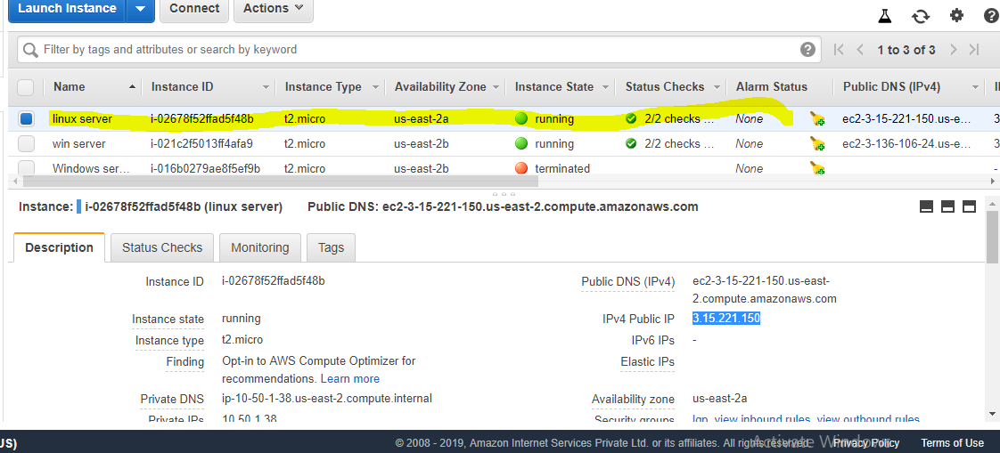 Launch Instance Connect Actions
Filter by tags and attributes or search by keyword 1 to 3 of 3
Name Instance ID Instance Type Availability Zone Instance State Status Checks Alarm Status Public DNS (IPv4)
linux server i-02678f52ffad5f48b t2.micro us-east-2a running 2/2 checks ... None ec2-3-15-221-150.us-e...
win server i-021c2f5013ff4afa9 t2.micro us-east-2b running 2/2 checks ... None ec2-3-136-106-24.us-e...
Windows ser... i-016b0279ae8f5ef9b t2.micro us-east-2b terminated None -
Instance: i-02678f52ffad5f48b (linux server) Public DNS: ec2-3-15-221-150.us-east-2.compute.amazonaws.com
Description Status Checks Monitoring Tags
Instance ID i-02678f52ffad5f48b Public DNS (IPv4) ec2-3-15-221-150.us-east-
2.compute.amazonaws.com
Instance state running IPv4 Public IP 3.15.221.150
Instance type t2.micro IPv6 IPs -
Finding Opt-in to AWS Compute Optimizer for Elastic IPs
recommendations. Learn more
Private DNS ip-10-50-1-38.us-east-2.compute.internal Availability zone us-east-2a
Private IPs 10.50.1.38 Security groups view inbound rules. view outbound rules
US) © 2008 - 2019, Amazon Internet Services Private Ltd. or its affiliates. All rights reserved. Activate Windows Privacy Policy Terms of Use